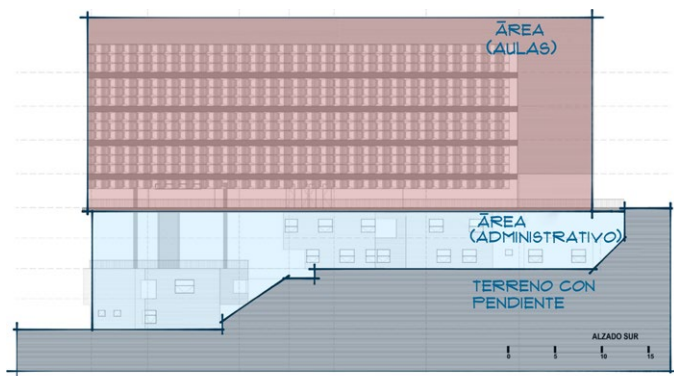 ÁREA
(AULAS)
ÁREA
(ADMINISTRATIVO)
TERRENO CON
PENDIENTE
ALZADO SUR
0 5 10 15